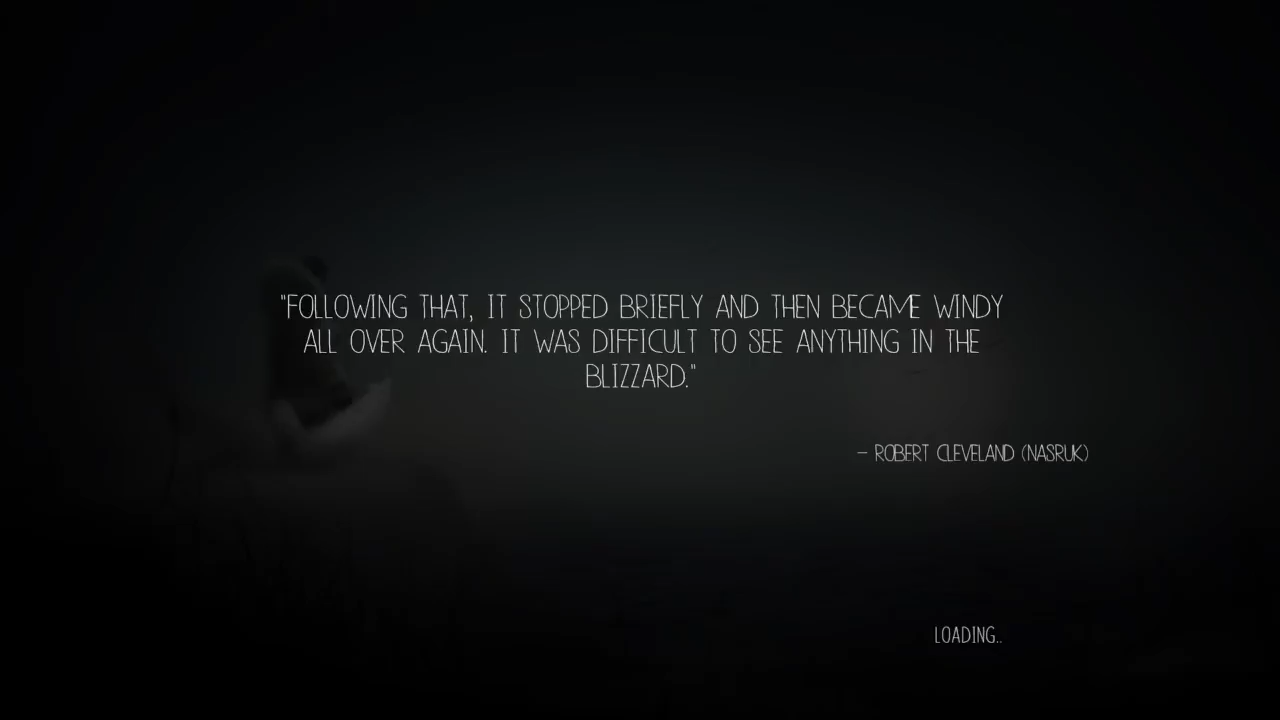 "FOLLOWING THAT, IT STOPPED BRIEFLY AND THEN BECAME WINDY
ALL OVER AGAIN. IT WAS DIFFICULT TO SEE ANYTHING IN THE
BLIZZARD."
— ROBERT CLEVELAND (NASRUK)
LOADING..